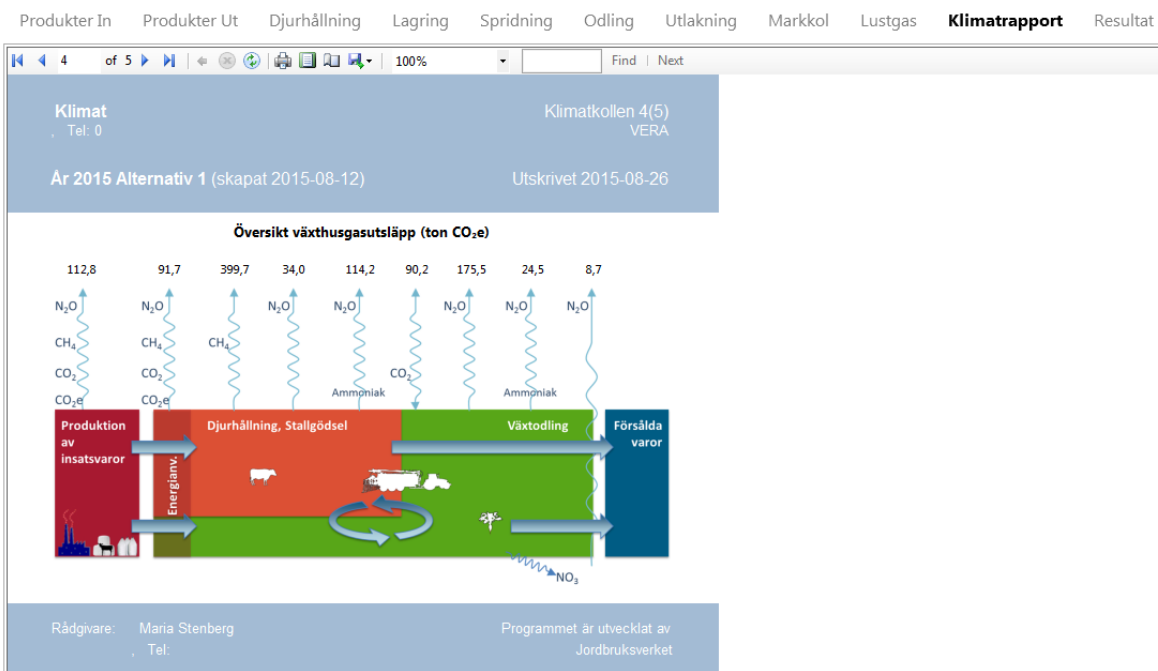 Produkter In Produkter Ut Djurhållning Lagring Spridning Odling Utlakning Markkol Lustgas Klimatrapport Resultat
4 of 5 100% Find | Next
Klimat Klimatkollen 4(5)
, Tel: 0 VERA
År 2015 Alternativ 1 (skapat 2015-08-12) Utskrivet 2015-08-26
Översikt växthusgasutsläpp (ton CO₂e)
112,8 91,7 399,7 34,0 114,2 90,2 175,5 24,5 8,7
N₂O N₂O N₂O N₂O N₂O N₂O N₂O
CH₄ CH₄ CH₄
CO₂ CO₂ CO₂
CO₂e CO₂e Ammoniak Ammoniak
Produktion av insatsvaror
Energianv.
Djurhållning, Stallgödsel
Växtodling
Försålda varor
NO₃
Rådgivare: Maria Stenberg Programmet är utvecklat av
, Tel: Jordbruksverket